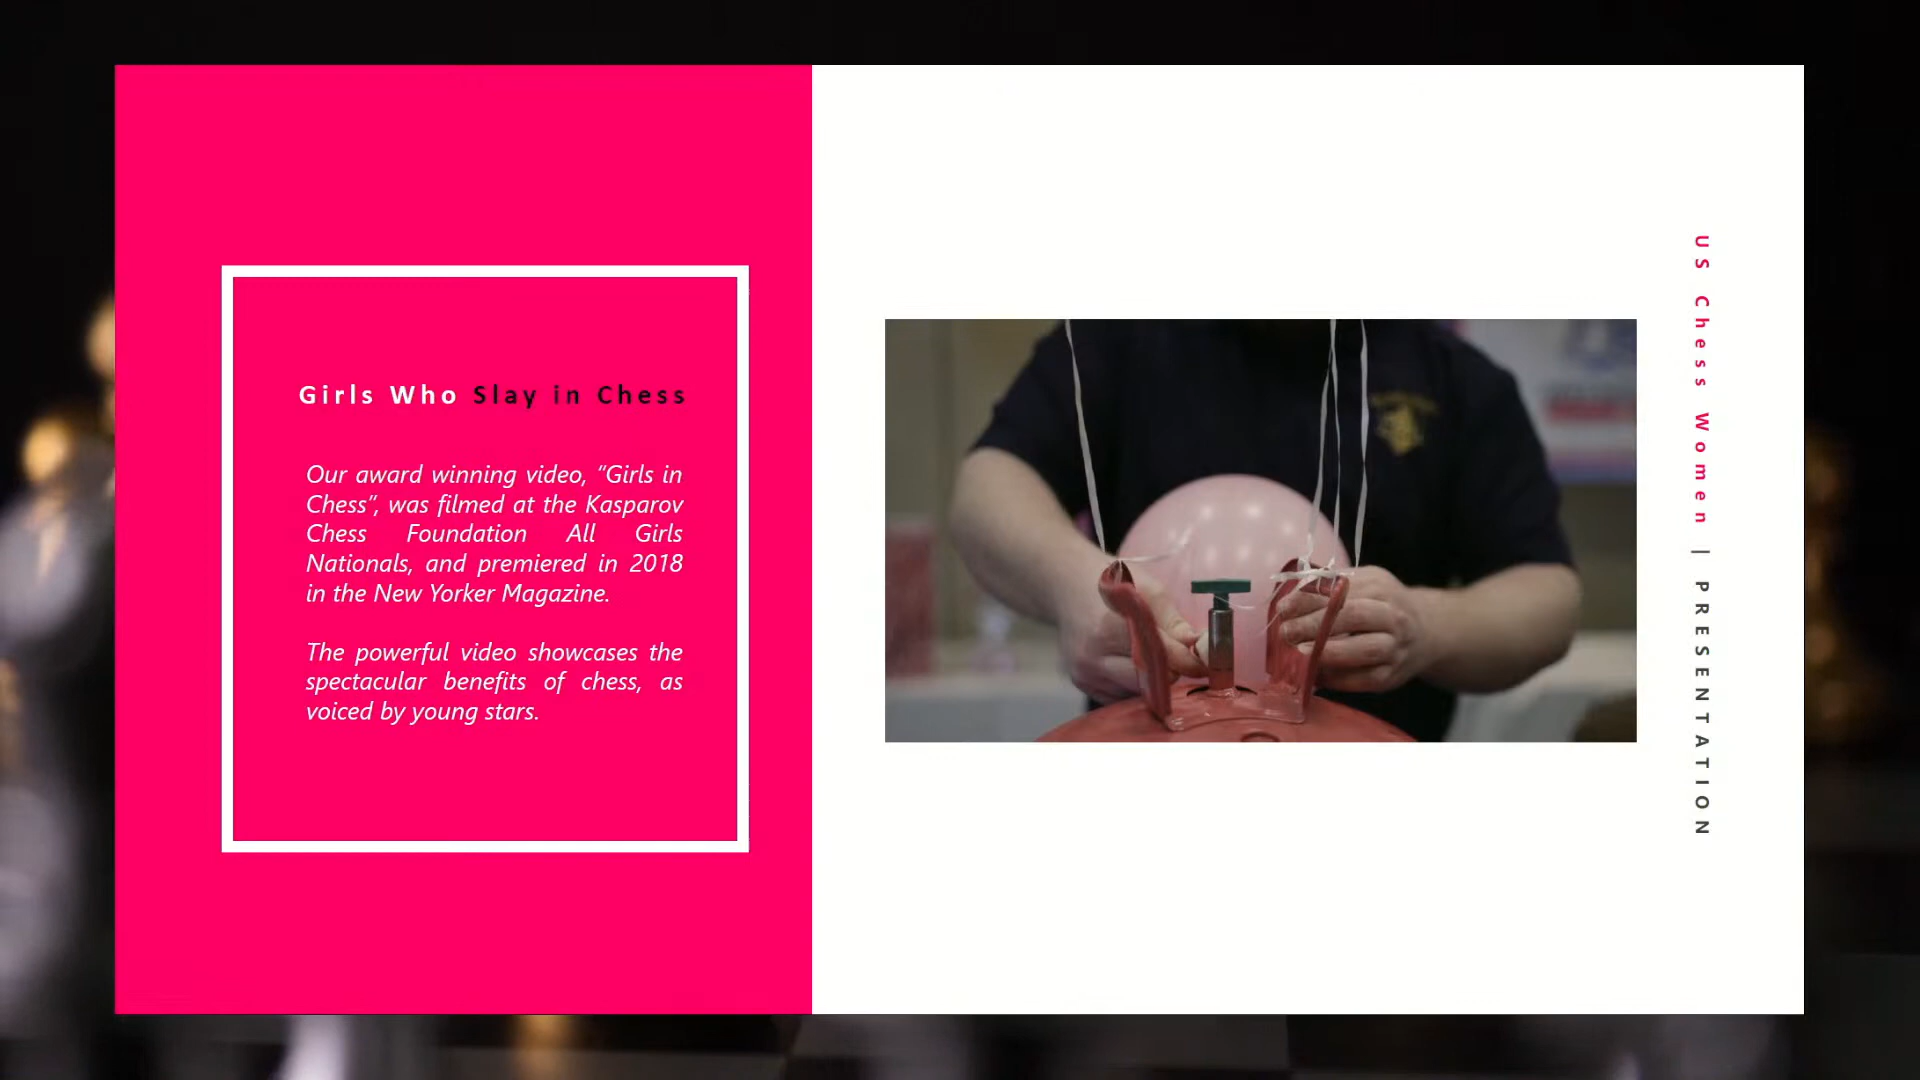 Girls Who Slay in Chess
Our award winning video, “Girls in
Chess”, was filmed at the Kasparov
Chess Foundation All Girls
Nationals, and premiered in 2018
in the New Yorker Magazine.
The powerful video showcases the
spectacular benefits of chess, as
voiced by young stars.
US Chess Women | PRESENTATION